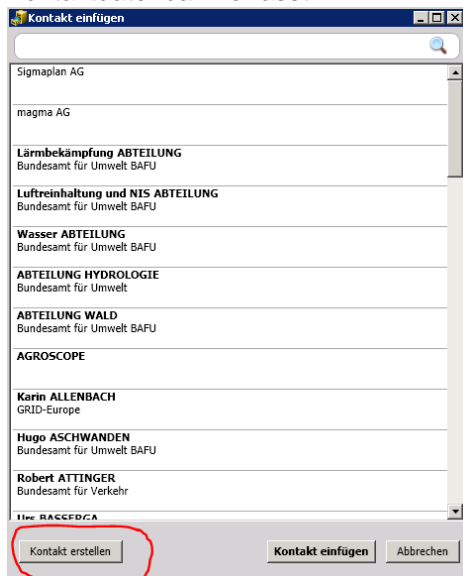 Kontakt einfügen
Sigmaplan AG
magma AG
Lärmbekämpfung ABTEILUNG
Bundesamt für Umwelt BAFU
Luftreinhaltung und NIS ABTEILUNG
Bundesamt für Umwelt BAFU
Wasser ABTEILUNG
Bundesamt für Umwelt BAFU
ABTEILUNG HYDROLOGIE
Bundesamt für Umwelt
ABTEILUNG WALD
Bundesamt für Umwelt BAFU
AGROSCOPE
Karin ALLENBACH
GRID-Europe
Hugo ASCHWANDEN
Bundesamt für Umwelt BAFU
Robert ATTINGER
Bundesamt für Verkehr
Urs BASSERGA
Kontakt erstellen Kontakt einfügen Abbrechen